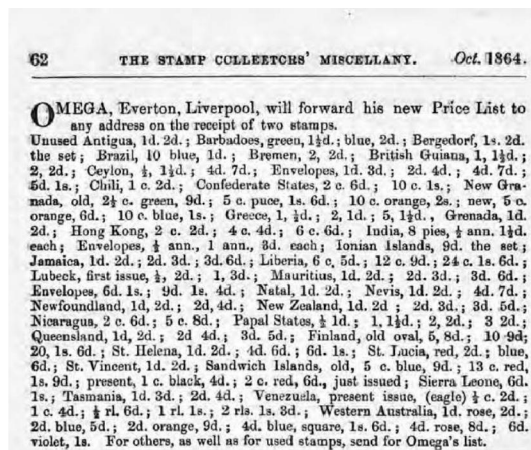 62 THE STAMP CCLLEETCRS' MISCELLANY. Oct. 1864.
OMEGA, Everton, Liverpool, will forward his new Price List to
any address on the receipt of two stamps.
Unused Antigua, 1d. 2d.; Barbadoes, green, 1½d.; blue, 2d.; Bergedorf, 1s. 2d.
the set; Brazil, 10 blue, 1d.; Bremen, 2, 2d.; British Guiana, 1, 1½d.;
2, 2d.; Ceylon, ½, 1½d.; 4d. 7d.; Envelopes, 1d. 3d.; 2d. 4d.; 4d. 7d.;
5d. 1s.; Chili, 1 c. 2d.; Confederate States, 2 c. 6d.; 10 c. 1s.; New Gra-
nada, old, 2½ c. green, 9d.; 5 c. puce, 1s. 6d.; 10 c. orange, 2s.; new, 5 c.
orange, 6d.; 10 c. blue, 1s.; Greece, 1, ½d.; 2, 1d.; 5, 1½d., Grenada, 1d.
2d.; Hong Kong, 2 c. 2d.; 4 c. 4d.; 6 c. 6d.; India, 8 pies, ½ ann. 1½d.
each; Envelopes, ½ ann., 1 ann., 3d. each; Ionian Islands, 9d. the set;
Jamaica, 1d. 2d.; 2d. 3d.; 3d. 6d.; Liberia, 6 c. 5d.; 12 c. 9d.; 24 c. 1s. 6d.;
Lubeck, first issue, ½, 2d.; 1, 3d.; Mauritius, 1d. 2d.; 2d. 3d.; 3d. 6d.;
Envelopes, 6d. 1s.; 9d. 1s. 4d.; Natal, 1d. 2d.; Nevis, 1d. 2d.; 4d. 7d.;
Newfoundland, 1d, 2d.; 2d, 4d.; New Zealand, 1d. 2d; 2d. 3d.; 3d. 5d.;
Nicaragua, 2 c. 6d.; 5 c. 8d.; Papal States, ½ 1d.; 1, 1½d.; 2, 2d.; 3 2d.;
Queensland, 1d, 2d.; 2d 4d.; 3d. 5d.; Finland, old oval, 5, 8d.; 10 9d;
20, 1s. 6d.; St. Helena, 1d. 2d.; 4d. 6d.; 6d. 1s.; St. Lucia, red, 2d.; blue,
6d.; St. Vincent, 1d. 2d.; Sandwich Islands, old, 5 c. blue, 9d.; 13 c. red,
1s. 9d.; present, 1 c. black, 4d.; 2 c. red, 6d., just issued; Sierra Leone, 6d.
1s.; Tasmania, 1d. 3d.; 2d. 4d.; Venezuela, present issue, (eagle) ½ c. 2d.;
1 c. 4d.; ½ rl. 6d.; 1 rl. 1s.; 2 rls. 1s. 3d.; Western Australia, 1d. rose, 2d.;
2d. blue, 5d.; 2d. orange, 9d.; 4d. blue, square, 1s. 6d.; 4d. rose, 8d.; 6d.
violet, 1s. For others, as well as for used stamps, send for Omega's list.